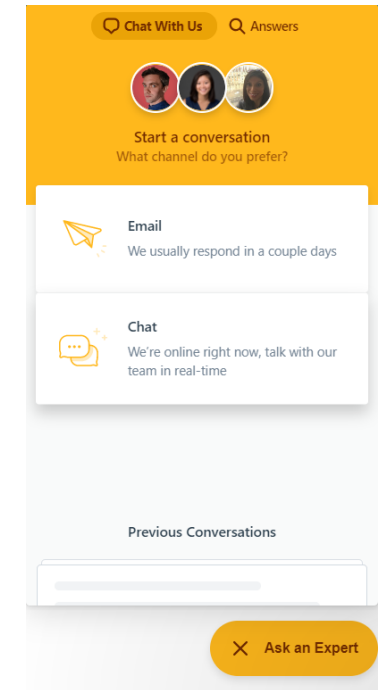 Chat With Us
Answers
Start a conversation
What channel do you prefer?
Email
We usually respond in a couple days
Chat
We're online right now, talk with our
team in real-time
Previous Conversations
Ask an Expert